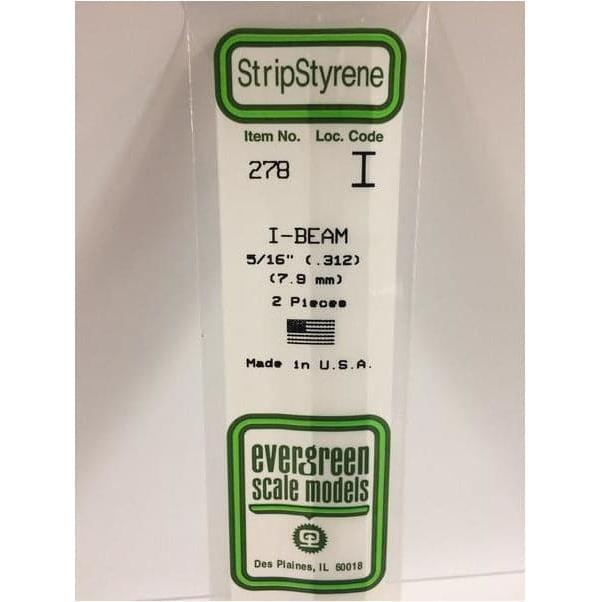 StripStyrene
Item No. Loc. Code
278 I
I-BEAM
5/16" (.312)
(7.9 mm)
2 Pieces
Made in U.S.A.
evergreen
scale models
Des Plaines, IL 60018